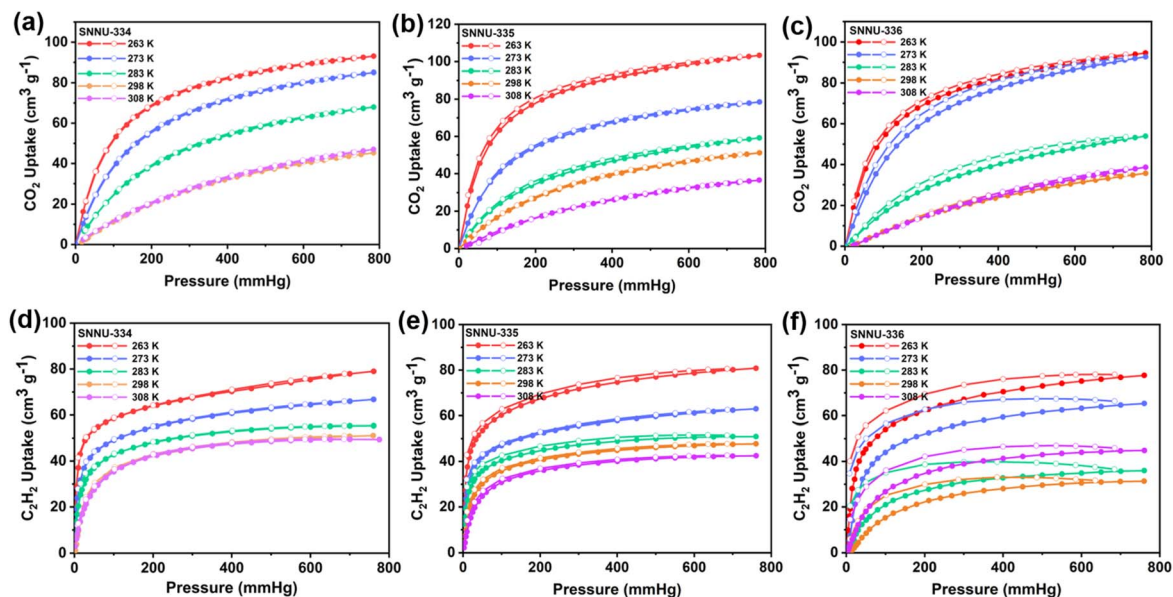 (a)
SNNU-334
263 K
273 K
283 K
298 K
308 K
CO₂ Uptake (cm³ g⁻¹)
100
80
60
40
20
0
0 200 400 600 800
Pressure (mmHg)
(b)
SNNU-335
263 K
273 K
283 K
298 K
308 K
CO₂ Uptake (cm³ g⁻¹)
120
100
80
60
40
20
0
0 200 400 600 800
Pressure (mmHg)
(c)
SNNU-336
263 K
273 K
283 K
298 K
308 K
CO₂ Uptake (cm³ g⁻¹)
100
80
60
40
20
0
0 200 400 600 800
Pressure (mmHg)
(d)
SNNU-334
263 K
273 K
283 K
298 K
308 K
C₂H₂ Uptake (cm³ g⁻¹)
100
80
60
40
20
0
0 200 400 600 800
Pressure (mmHg)
(e)
SNNU-335
263 K
273 K
283 K
298 K
308 K
C₂H₂ Uptake (cm³ g⁻¹)
100
80
60
40
20
0
0 200 400 600 800
Pressure (mmHg)
(f)
SNNU-336
263 K
273 K
283 K
298 K
308 K
C₂H₂ Uptake (cm³ g⁻¹)
100
80
60
40
20
0
0 200 400 600 800
Pressure (mmHg)